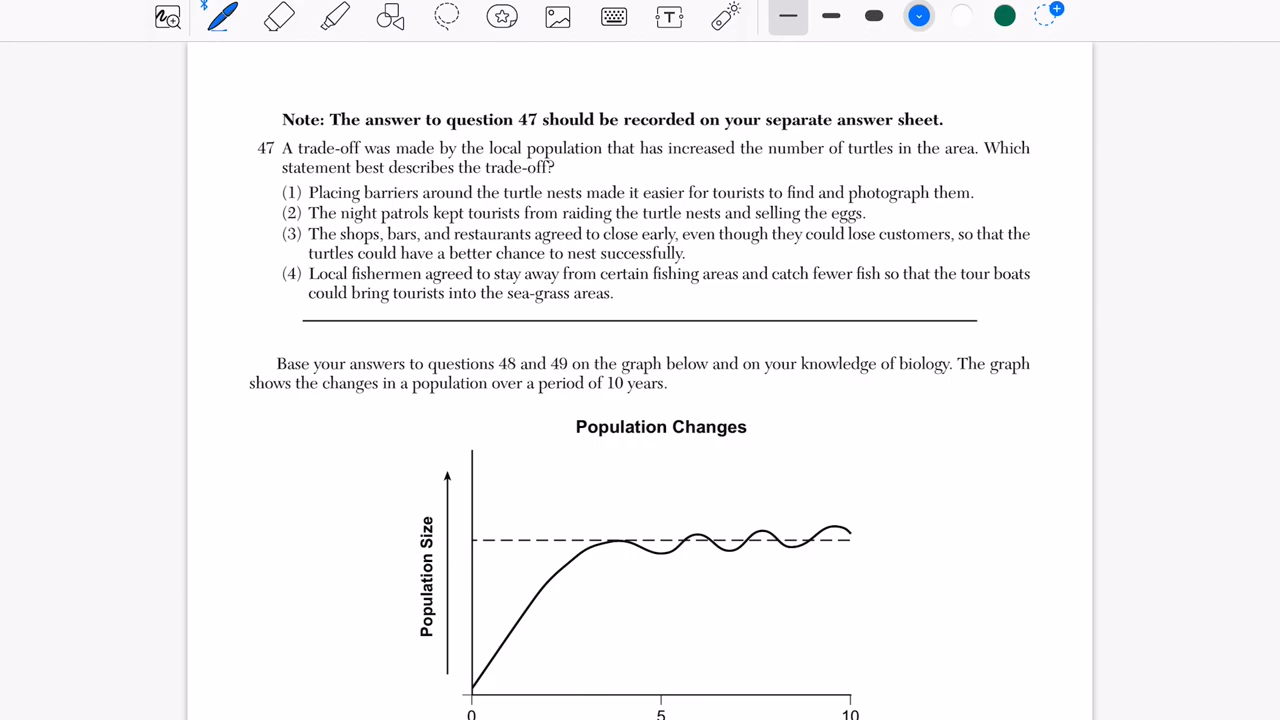 Note: The answer to question 47 should be recorded on your separate answer sheet.
47 A trade-off was made by the local population that has increased the number of turtles in the area. Which
statement best describes the trade-off?
(1) Placing barriers around the turtle nests made it easier for tourists to find and photograph them.
(2) The night patrols kept tourists from raiding the turtle nests and selling the eggs.
(3) The shops, bars, and restaurants agreed to close early, even though they could lose customers, so that the
turtles could have a better chance to nest successfully.
(4) Local fishermen agreed to stay away from certain fishing areas and catch fewer fish so that the tour boats
could bring tourists into the sea-grass areas.
Base your answers to questions 48 and 49 on the graph below and on your knowledge of biology. The graph
shows the changes in a population over a period of 10 years.
Population Changes
Population Size
0 5 10